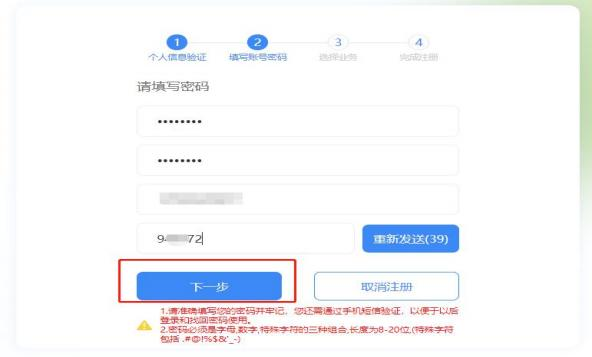 1 2 3 4
个人信息验证 填写账号密码 选择业务 完成注册
请填写密码
••••••••
••••••••
重新发送(39)
下一步 取消注册
1.请准确填写您的密码并牢记，您还需通过手机短信验证，以便于以后
登录和找回密码使用。
2.密码必须是字母,数字,特殊字符的三种组合,长度为8-20位,(特殊字符
包括 .#@!%$&'_-)